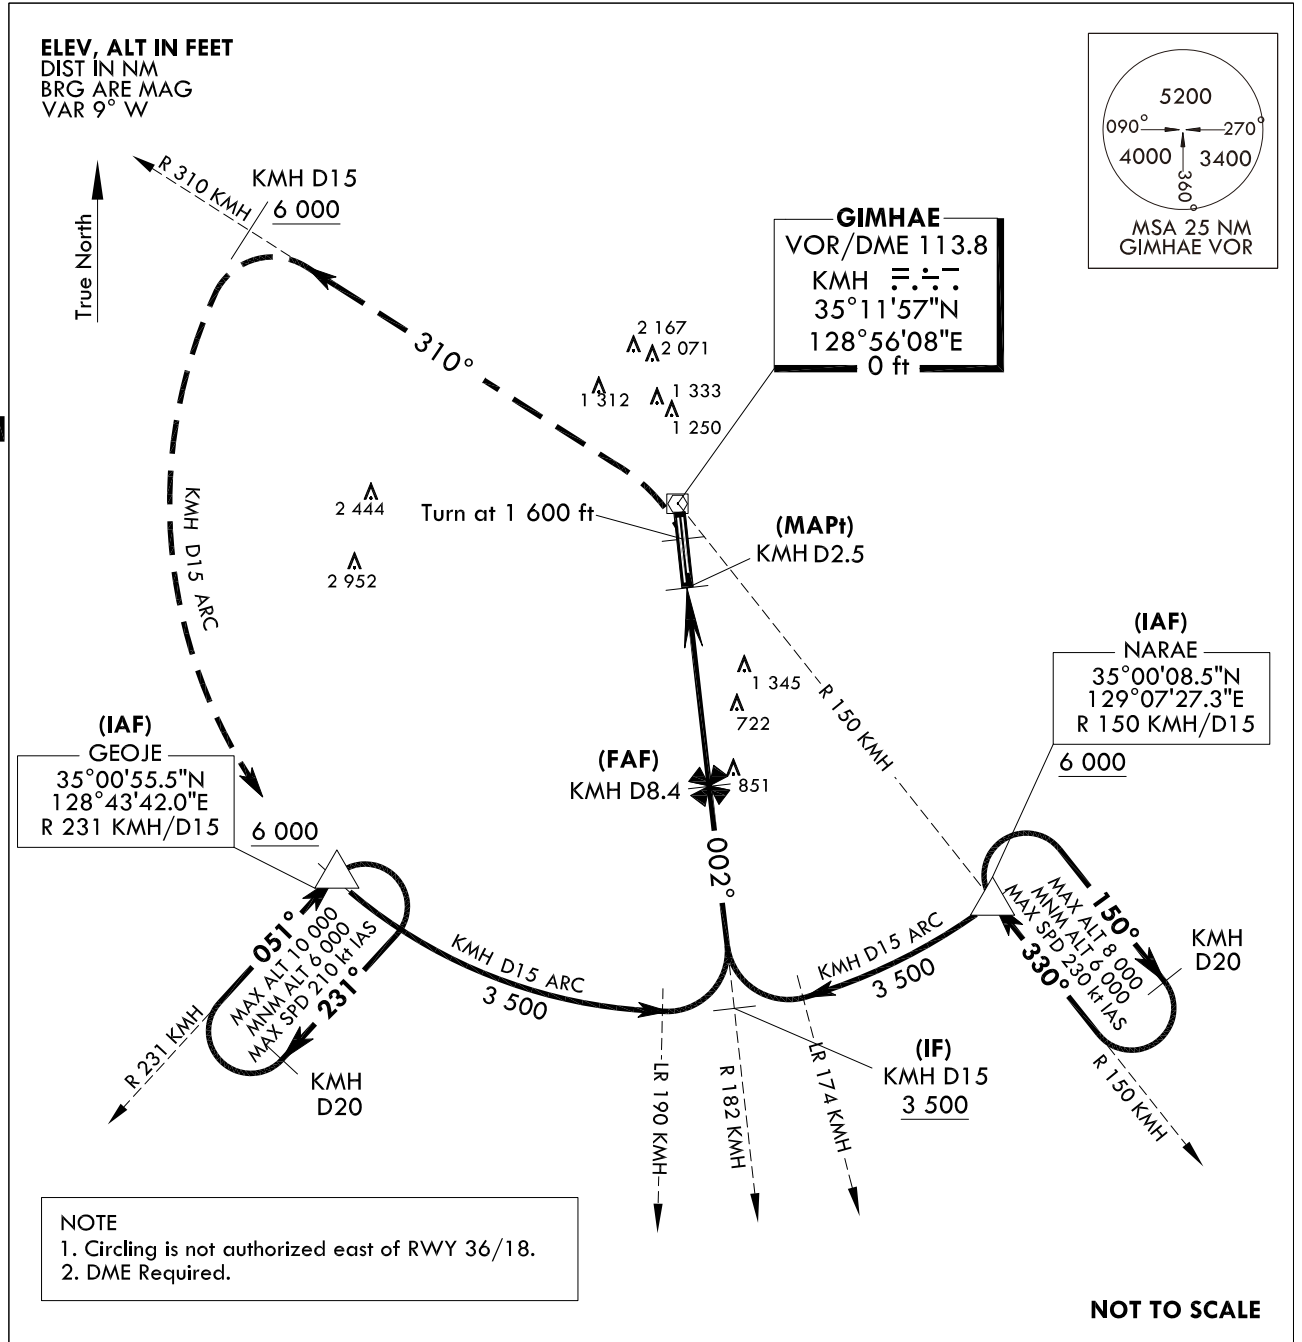 ELEV, ALT IN FEET
DIST IN NM
BRG ARE MAG
VAR 9° W
True North
R 310 KMH
KMH D15
6 000
5200
090°
270°
4000
3400
360°
MSA 25 NM
GIMHAE VOR
GIMHAE
VOR/DME 113.8
KMH
35°11'57"N
128°56'08"E
0 ft
310°
2 167
2 071
1 312
1 333
1 250
2 444
2 952
Turn at 1 600 ft
(MAPt)
KMH D2.5
KMH D15 ARC
1 345
722
851
R 150 KMH
(FAF)
KMH D8.4
002°
(IAF)
NARAE
35°00'08.5"N
129°07'27.3"E
R 150 KMH/D15
6 000
(IAF)
GEOJE
35°00'55.5"N
128°43'42.0"E
R 231 KMH/D15
6 000
051°
MAX ALT 10 000
MNM ALT 6 000
MAX SPD 210 kt IAS
231°
R 231 KMH
KMH
D20
KMH D15 ARC
3 500
KMH D15 ARC
3 500
150°
MAX ALT 8 000
MNM ALT 6 000
MAX SPD 230 kt IAS
330°
KMH
D20
R 150 KMH
(IF)
KMH D15
3 500
LR 190 KMH
R 182 KMH
LR 174 KMH
NOTE
1. Circling is not authorized east of RWY 36/18.
2. DME Required.
NOT TO SCALE